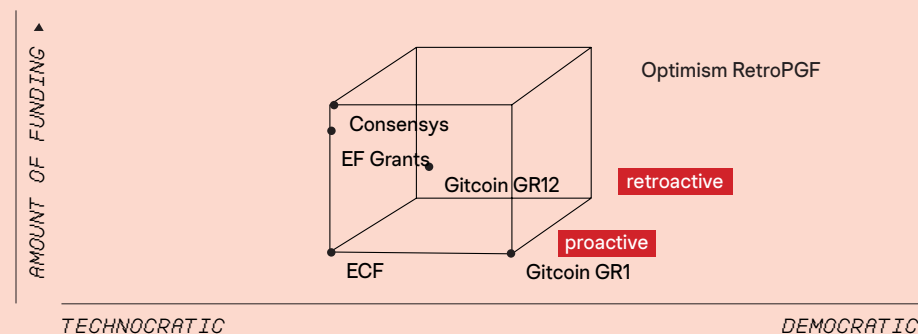 AMOUNT OF FUNDING
Optimism RetroPGF
Consensys
EF Grants
Gitcoin GR12
retroactive
proactive
ECF
Gitcoin GR1
TECHNOCRATIC
DEMOCRATIC